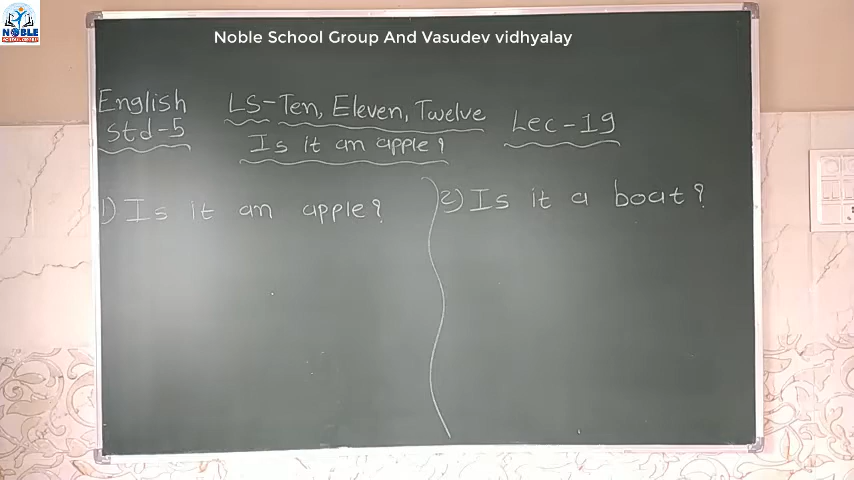 NOBLE
Noble School Group And Vasudev vidhyalay
English
Std-5
LS-Ten, Eleven, Twelve
Is it an apple?
Lec-19
1) Is it an apple?
2) Is it a boat?